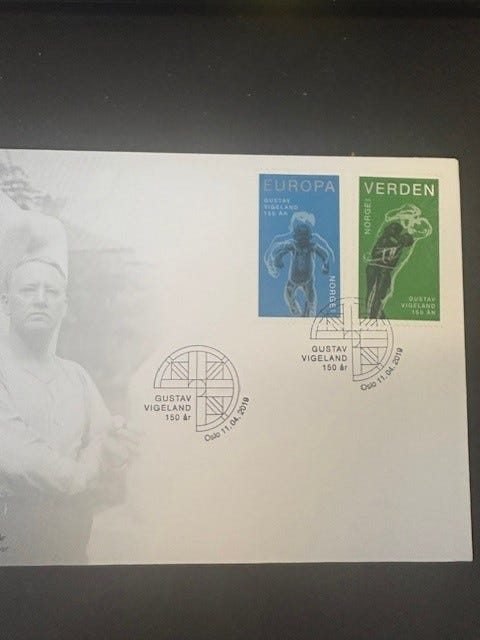 EUROPA
GUSTAV
VIGELAND
150 ÅR
NORGE
VERDEN
NORGE
GUSTAV
VIGELAND
150 ÅR
GUSTAV
VIGELAND
150 år
Oslo 11.04.2019
GUSTAV
VIGELAND
150 år
Oslo 11.04.2019